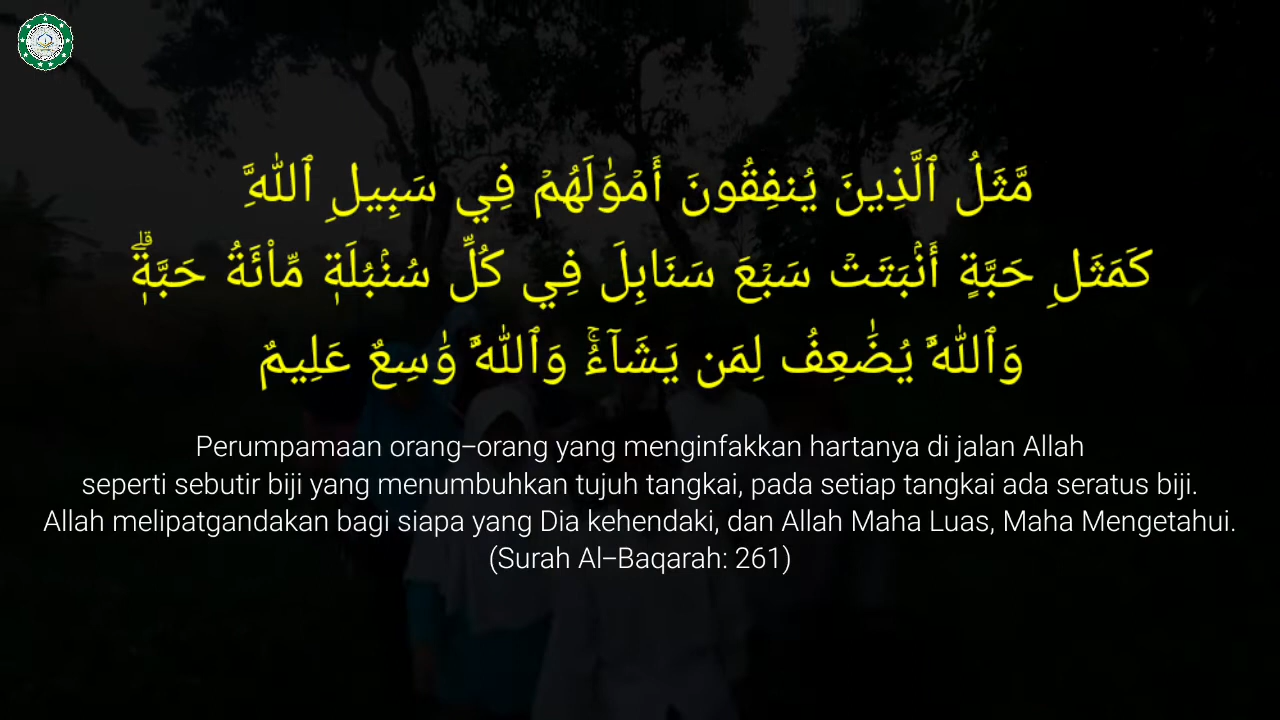 مَّثَلُ ٱلَّذِينَ يُنفِقُونَ أَمْوَٰلَهُمْ فِي سَبِيلِ ٱللَّهِ
كَمَثَلِ حَبَّةٍ أَنۢبَتَتْ سَبْعَ سَنَابِلَ فِي كُلِّ سُنۢبُلَةٖ مِّاْئَةُ حَبَّةٖۗ
وَٱللَّهُ يُضَٰعِفُ لِمَن يَشَآءُۚ وَٱللَّهُ وَٰسِعٌ عَلِيمٌ
Perumpamaan orang–orang yang menginfakkan hartanya di jalan Allah
seperti sebutir biji yang menumbuhkan tujuh tangkai, pada setiap tangkai ada seratus biji.
Allah melipatgandakan bagi siapa yang Dia kehendaki, dan Allah Maha Luas, Maha Mengetahui.
(Surah Al–Baqarah: 261)